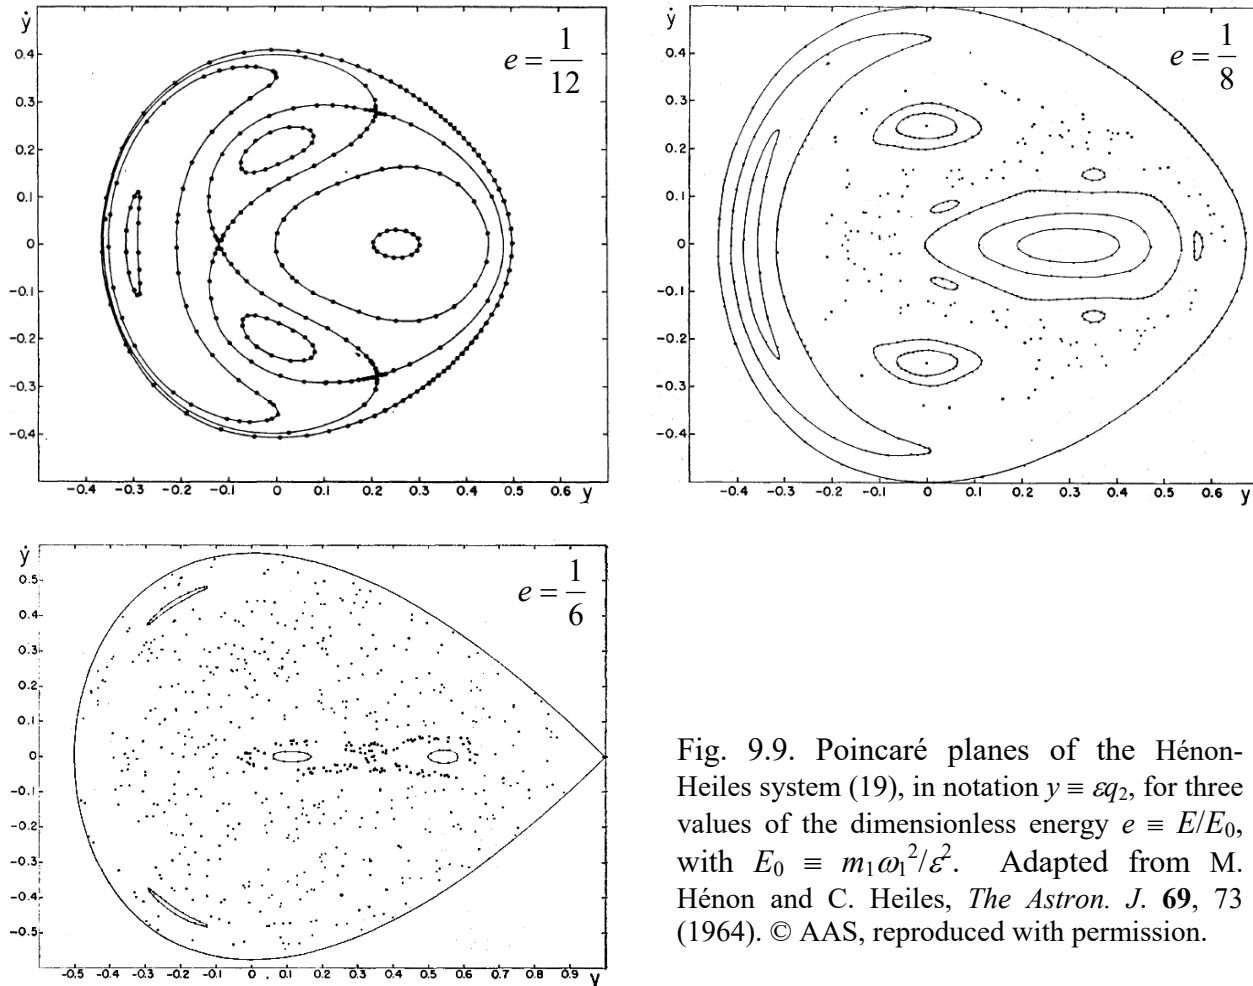 ẏ
e = 1/12
0.4
0.3
0.2
0.1
0
-0.1
-0.2
-0.3
-0.4
-0.4 -0.3 -0.2 -0.1 0 0.1 0.2 0.3 0.4 0.5 0.6 y
ẏ
e = 1/8
0.4
0.3
0.2
0.1
0
-0.1
-0.2
-0.3
-0.4
-0.4 -0.3 -0.2 -0.1 0 0.1 0.2 0.3 0.4 0.5 0.6 y
ẏ
e = 1/6
0.5
0.4
0.3
0.2
0.1
0
-0.1
-0.2
-0.3
-0.4
-0.5
-0.5 -0.4 -0.3 -0.2 -0.1 0 0.1 0.2 0.3 0.4 0.5 0.6 0.7 0.8 0.9 y
Fig. 9.9. Poincaré planes of the Hénon-
Heiles system (19), in notation y ≡ εq₂, for three
values of the dimensionless energy e ≡ E/E₀,
with E₀ ≡ m₁ω₁²/ε². Adapted from M.
Hénon and C. Heiles, The Astron. J. 69, 73
(1964). © AAS, reproduced with permission.